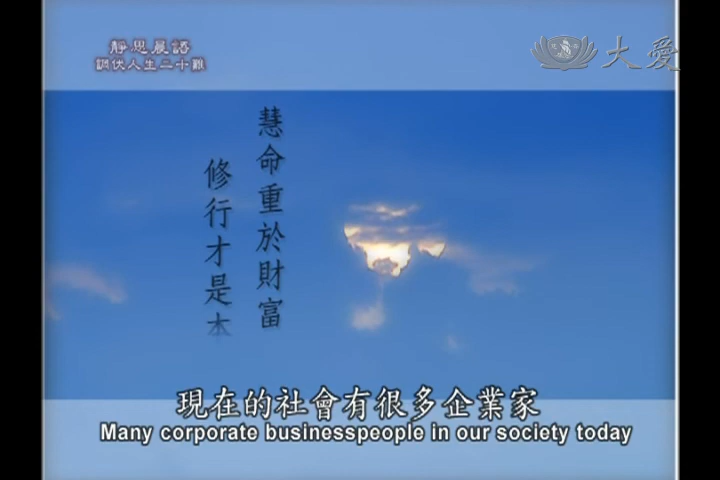 靜思晨語
調伏人生二十難
大愛
慧命重於財富
修行才是本
現在的社會有很多企業家
Many corporate businesspeople in our society today